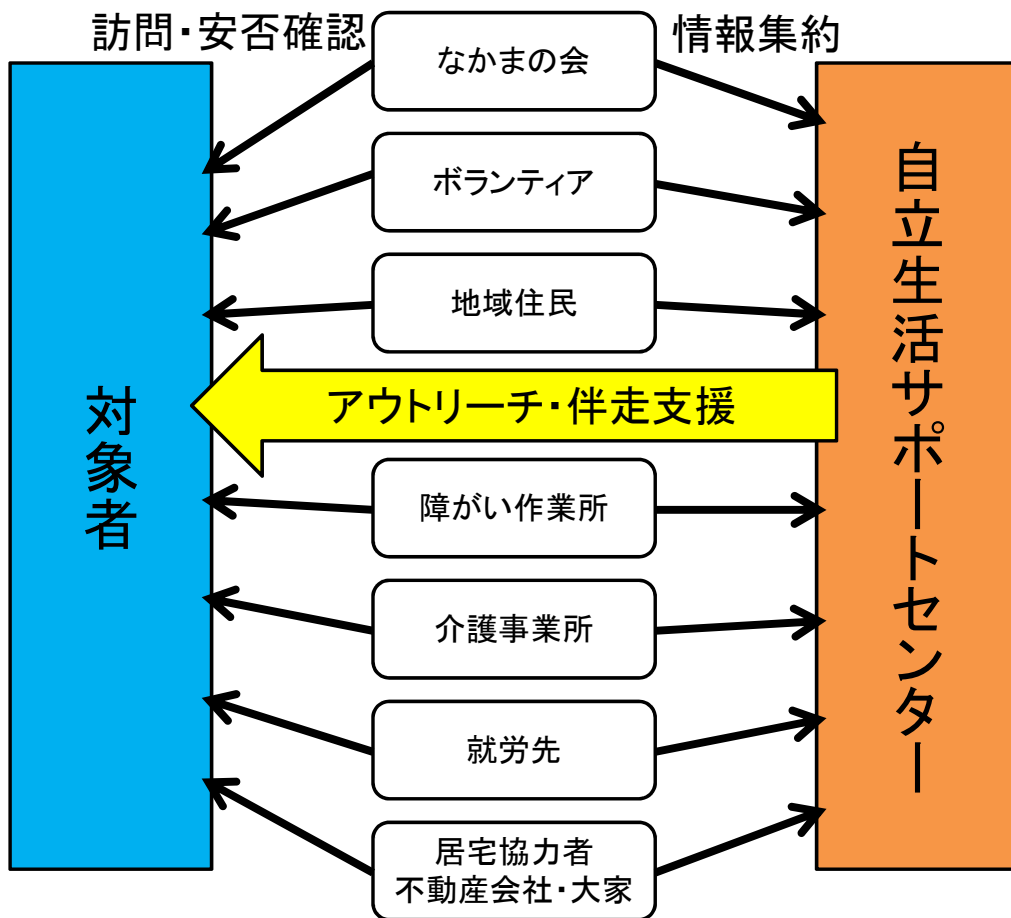 訪問・安否確認
情報集約
なかまの会
ボランティア
地域住民
アウトリーチ・伴走支援
障がい作業所
介護事業所
就労先
居宅協力者
不動産会社・大家
対象者
自立生活サポートセンター